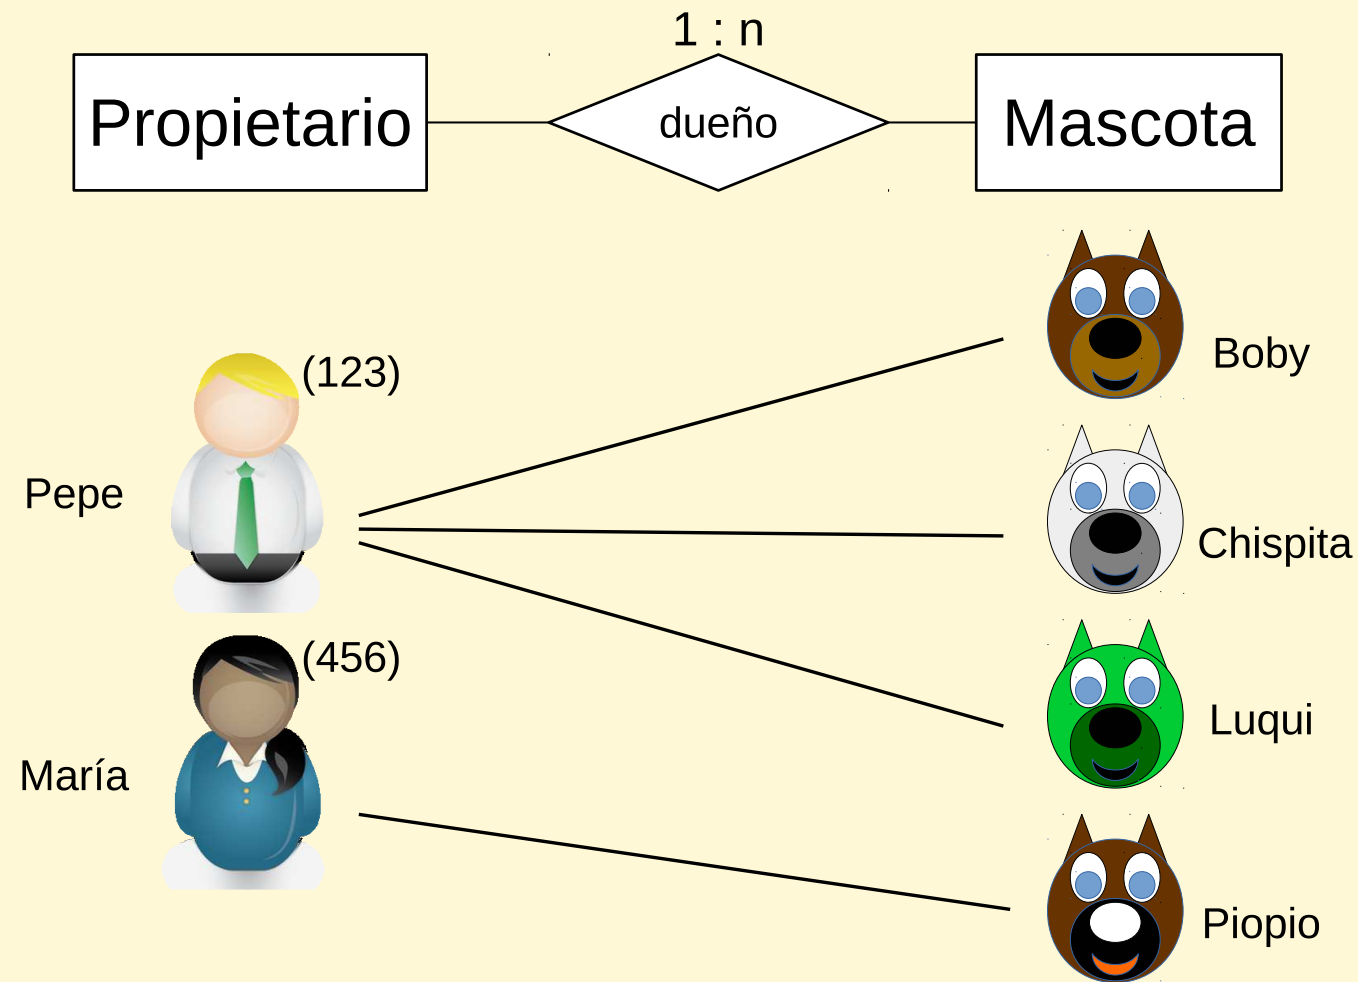 1 : n
Propietario
dueño
Mascota
Boby
(123)
Pepe
Chispita
(456)
Luqui
María
Piopio